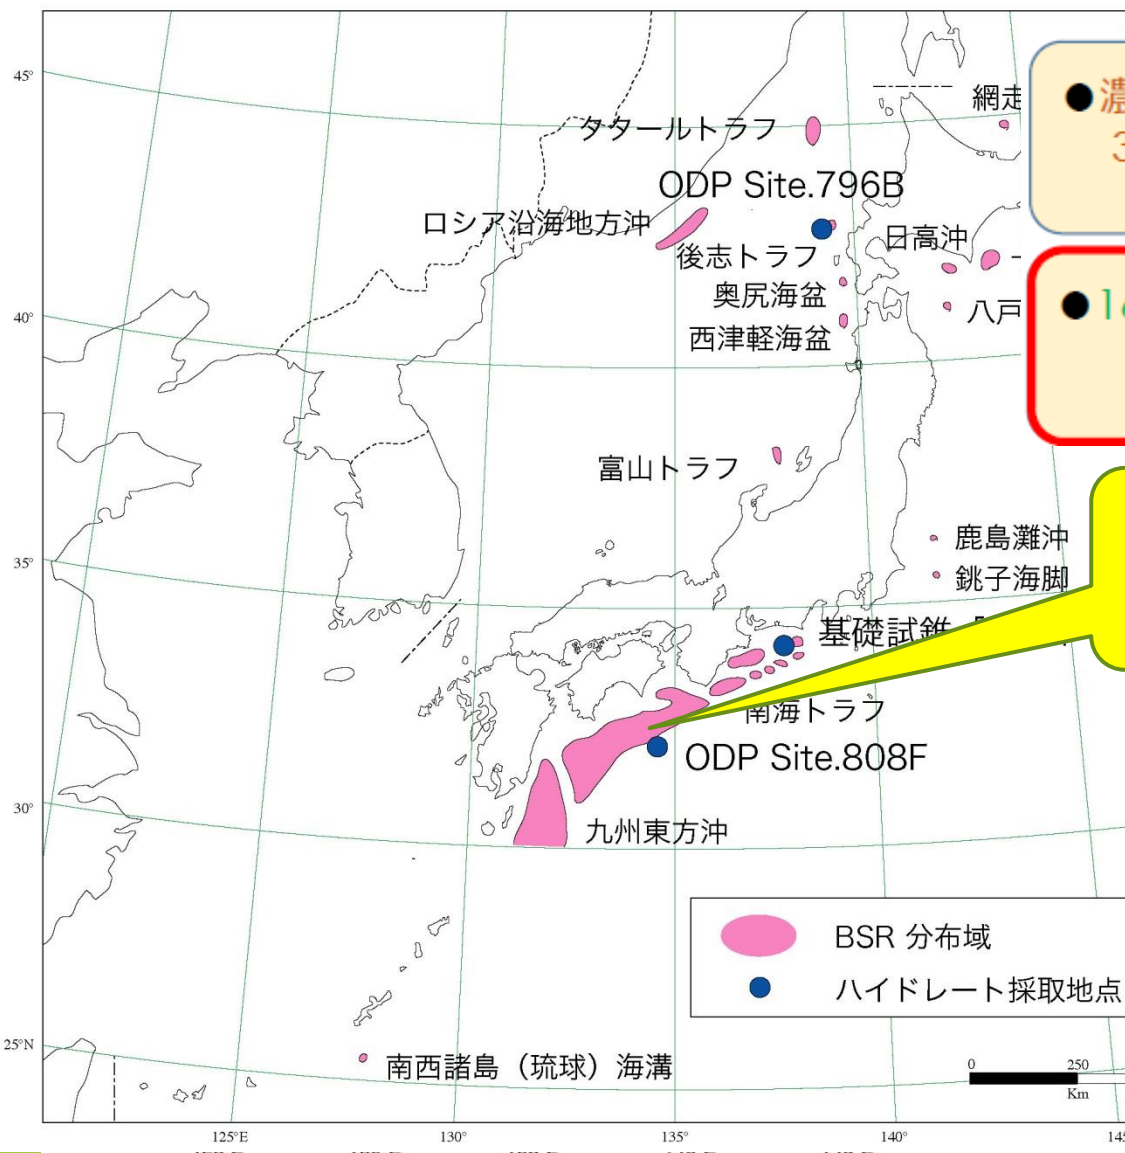 45°
網走
●濃
3
タタールトラフ
ODP Site.796B
ロシア沿海地方沖
後志トラフ
日高沖
奥尻海盆
●1
40°
八戸
西津軽海盆
富山トラフ
35°
鹿島灘沖
銚子海脚
基礎試錐「
南海トラフ
ODP Site.808F
30°
九州東方沖
BSR 分布域
ハイドレート採取地点
25°N
南西諸島（琉球）海溝
0 250
Km
125°E 130° 135° 140° 145